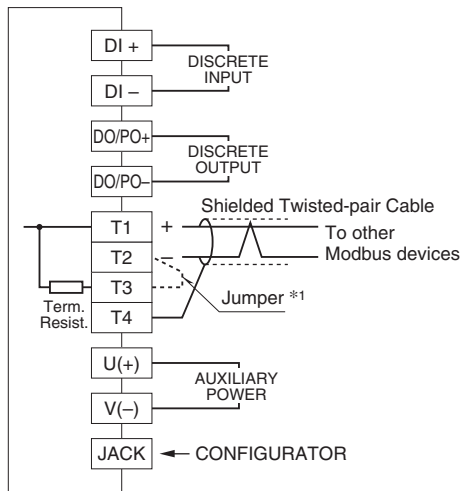 DI +
DISCRETE
INPUT
DI –
DO/PO+
DISCRETE
OUTPUT
DO/PO–
Shielded Twisted-pair Cable
T1 +
To other
Modbus devices
T2 –
T3
Jumper *1
Term.
Resist.
T4
U(+)
AUXILIARY
POWER
V(–)
JACK CONFIGURATOR